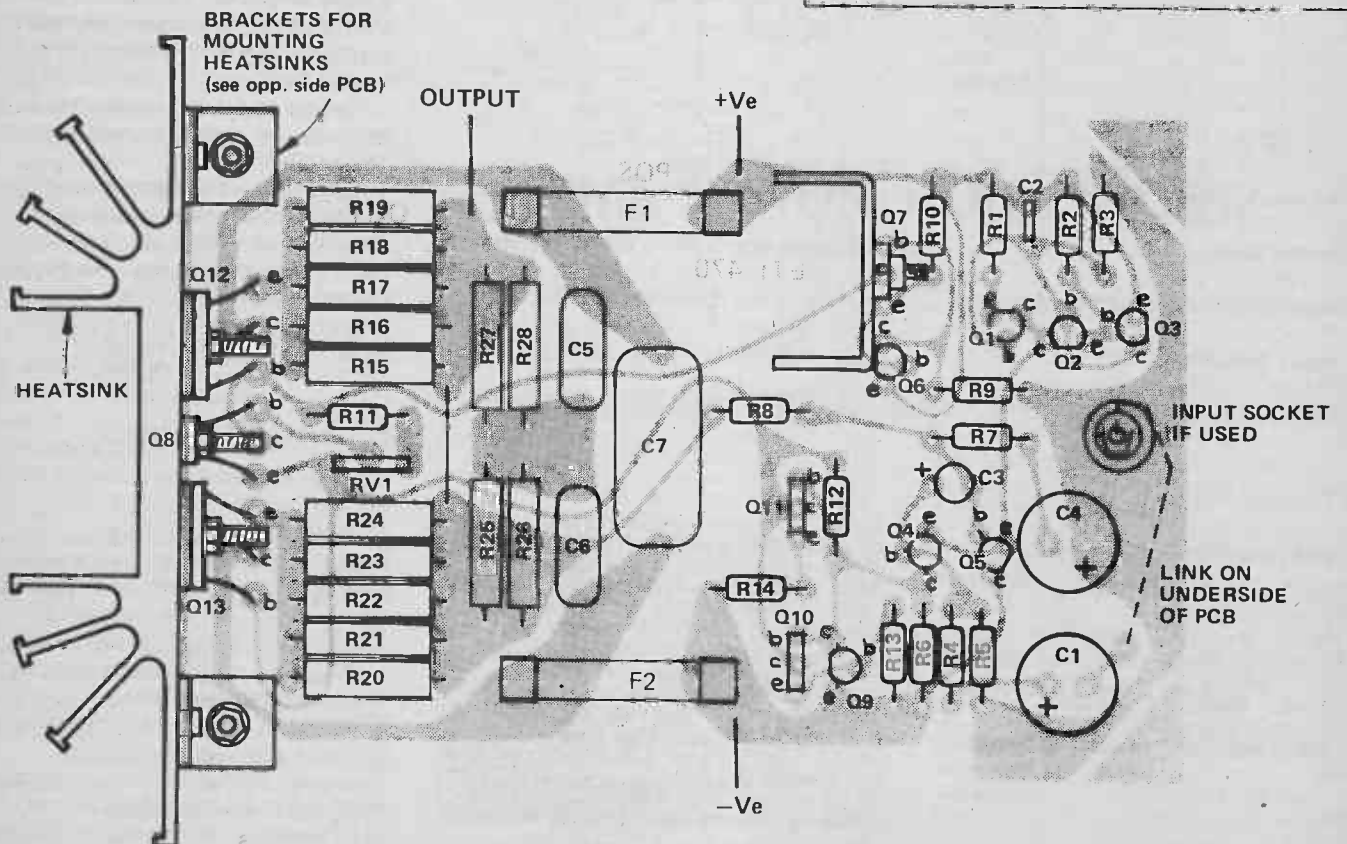 BRACKETS FOR
MOUNTING
HEATSINKS
(see opp. side PCB)
OUTPUT
+Ve
R19
R18
R17
R16
R15
R11
RV1
R24
R23
R22
R21
R20
Q12
e
c
b
Q8
b
c
e
Q13
e
c
b
HEATSINK
R27
R28
R25
R26
C5
C6
C7
F1
F2
ETI 470
Q7
b
c
e
R10
R1
C2
R2
R3
c
Q6
b
e
e
c
Q1
b
b
Q2
c
e
e
b
Q3
c
R9
R8
R7
INPUT SOCKET
IF USED
+
C3
R12
Q4
e
b
c
b
e
Q5
c
C4
+
LINK ON
UNDERSIDE
OF PCB
R14
Q10
b
c
e
c
b
e
Q9
R13
R6
R4
R5
C1
+
–Ve